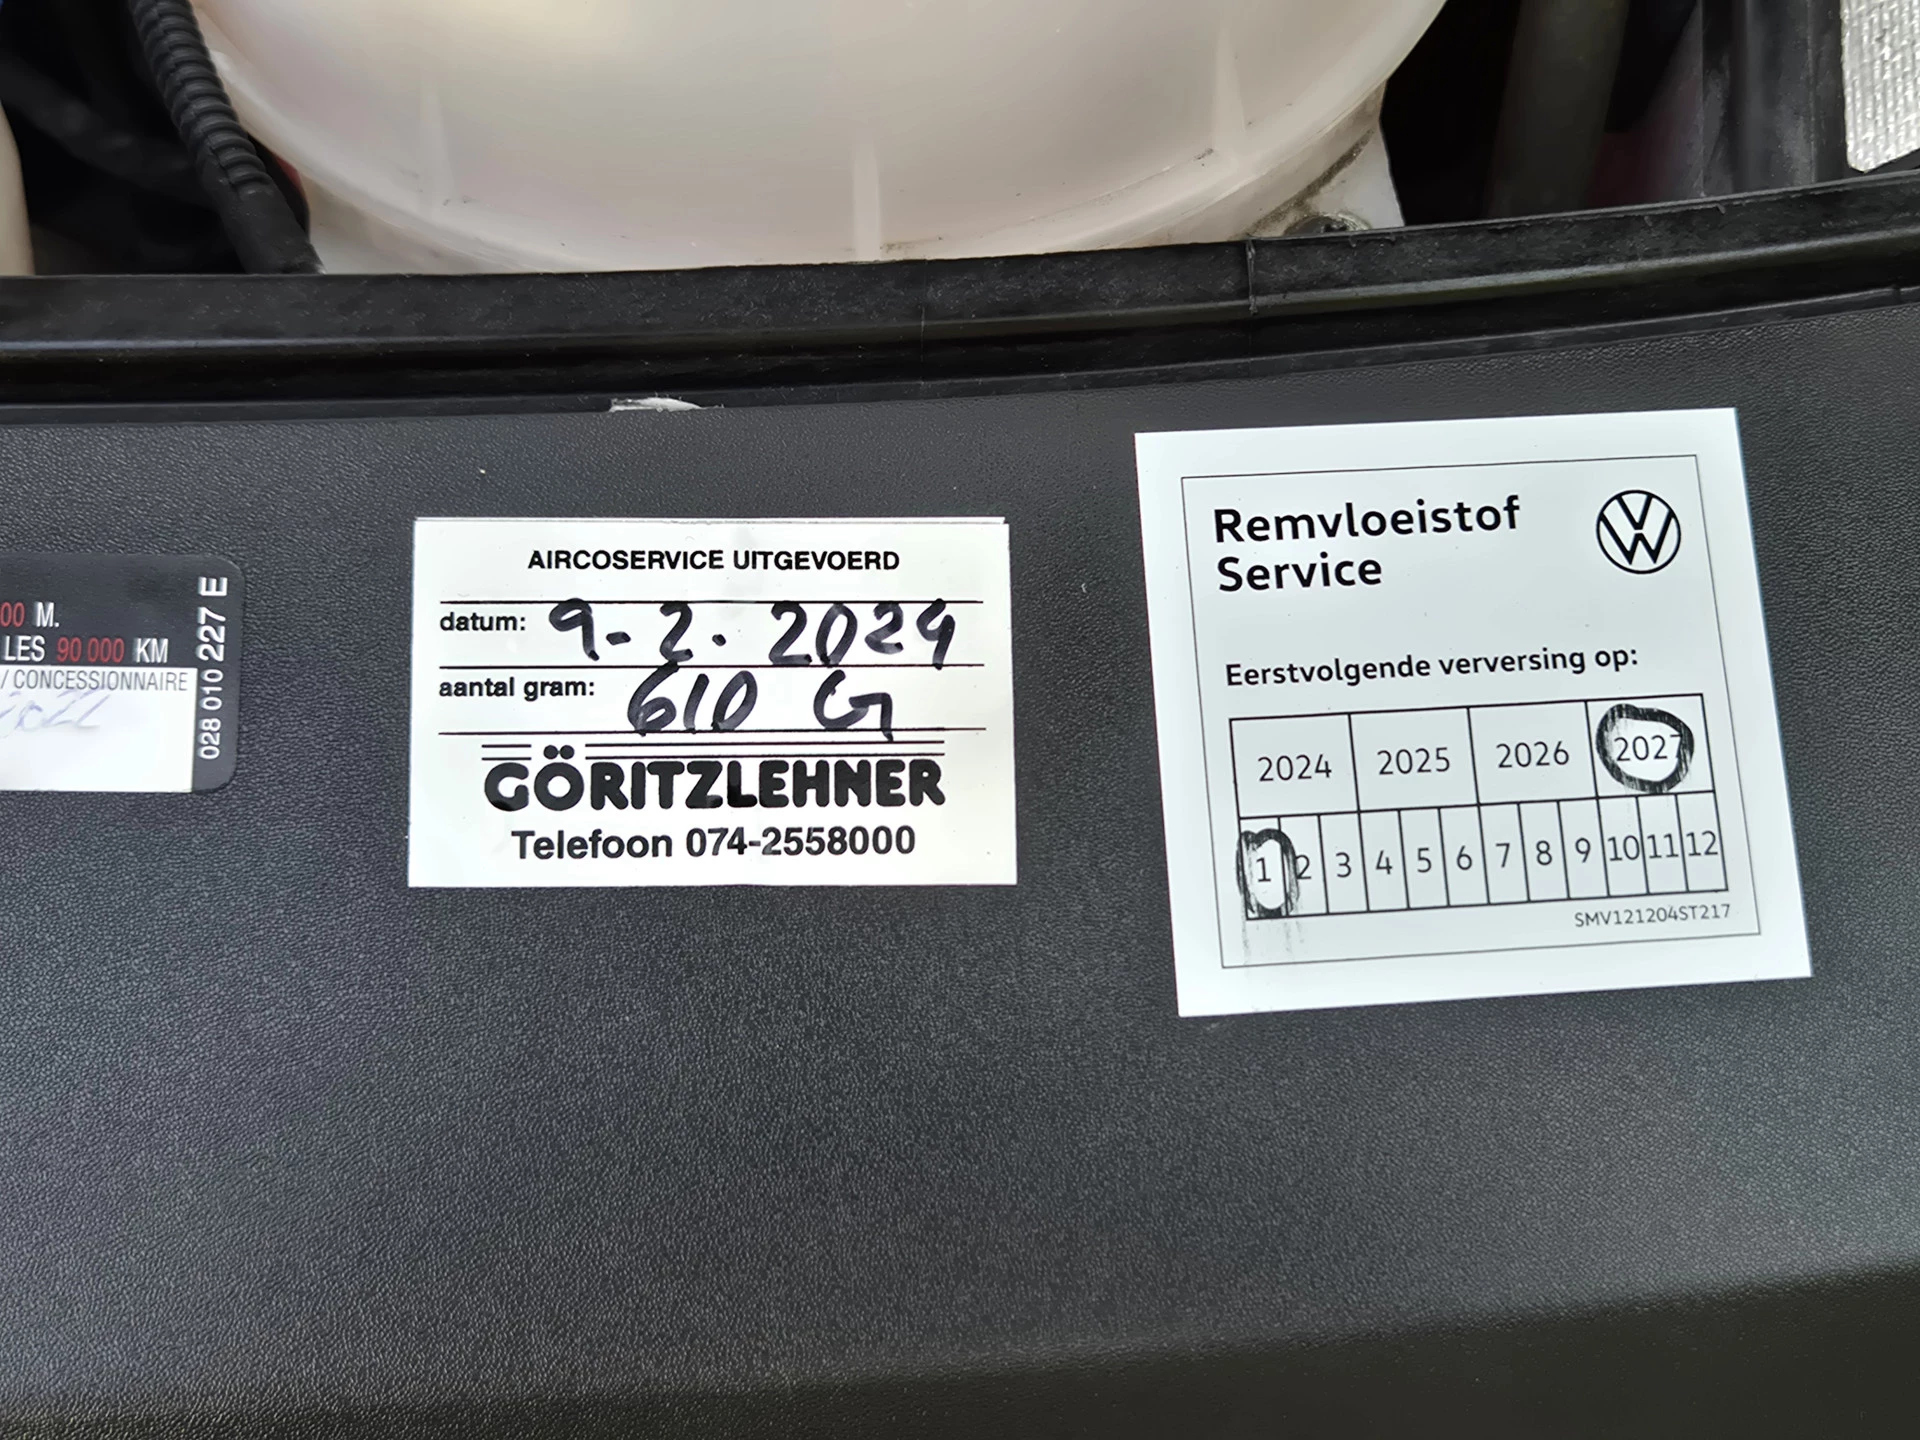 00 M.
LES 90 000 KM
/ CONCESSIONNAIRE
028 010 227 E
AIRCOSERVICE UITGEVOERD
datum: 9-2. 2024
aantal gram: 610 G
GÖRITZLEHNER
Telefoon 074-2558000
Remvloeistof
Service
Eerstvolgende verversing op:
2024 2025 2026 2027
1 2 3 4 5 6 7 8 9 10 11 12
SMV121204ST217